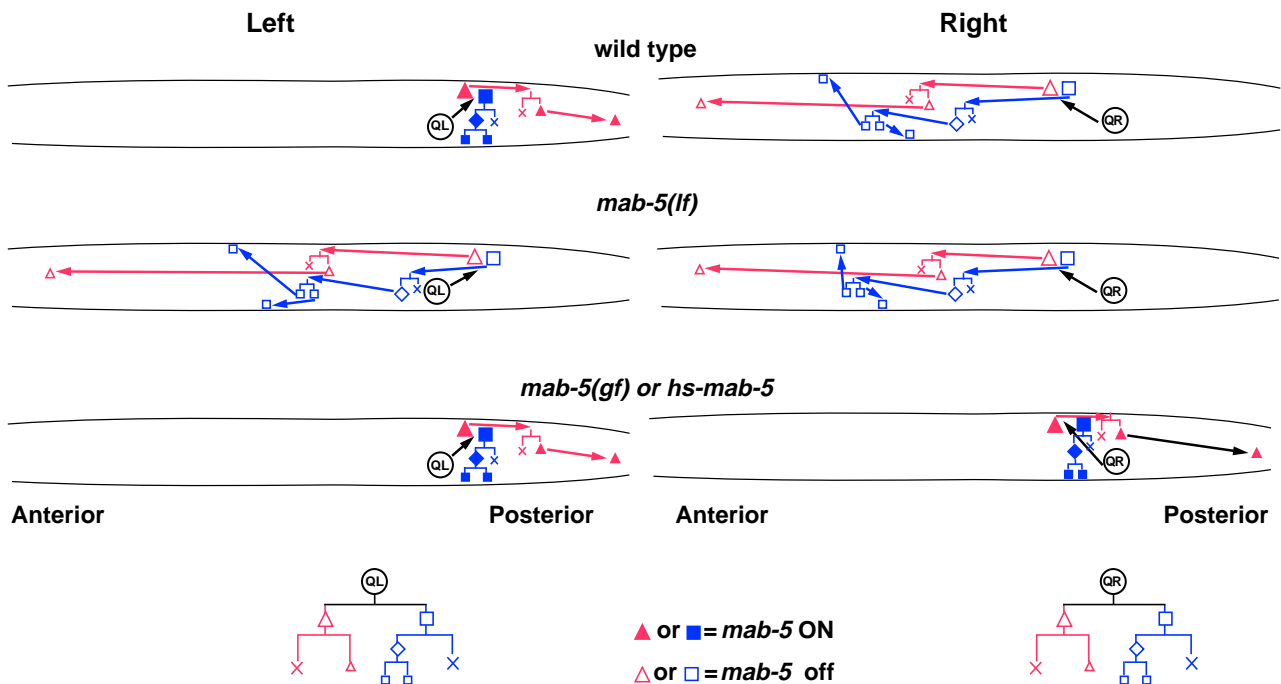 Left Right
wild type
QL QR
mab-5(lf)
QL QR
mab-5(gf) or hs-mab-5
QL QR
Anterior Posterior Anterior Posterior
QL QR
or = mab-5 ON
or = mab-5 off